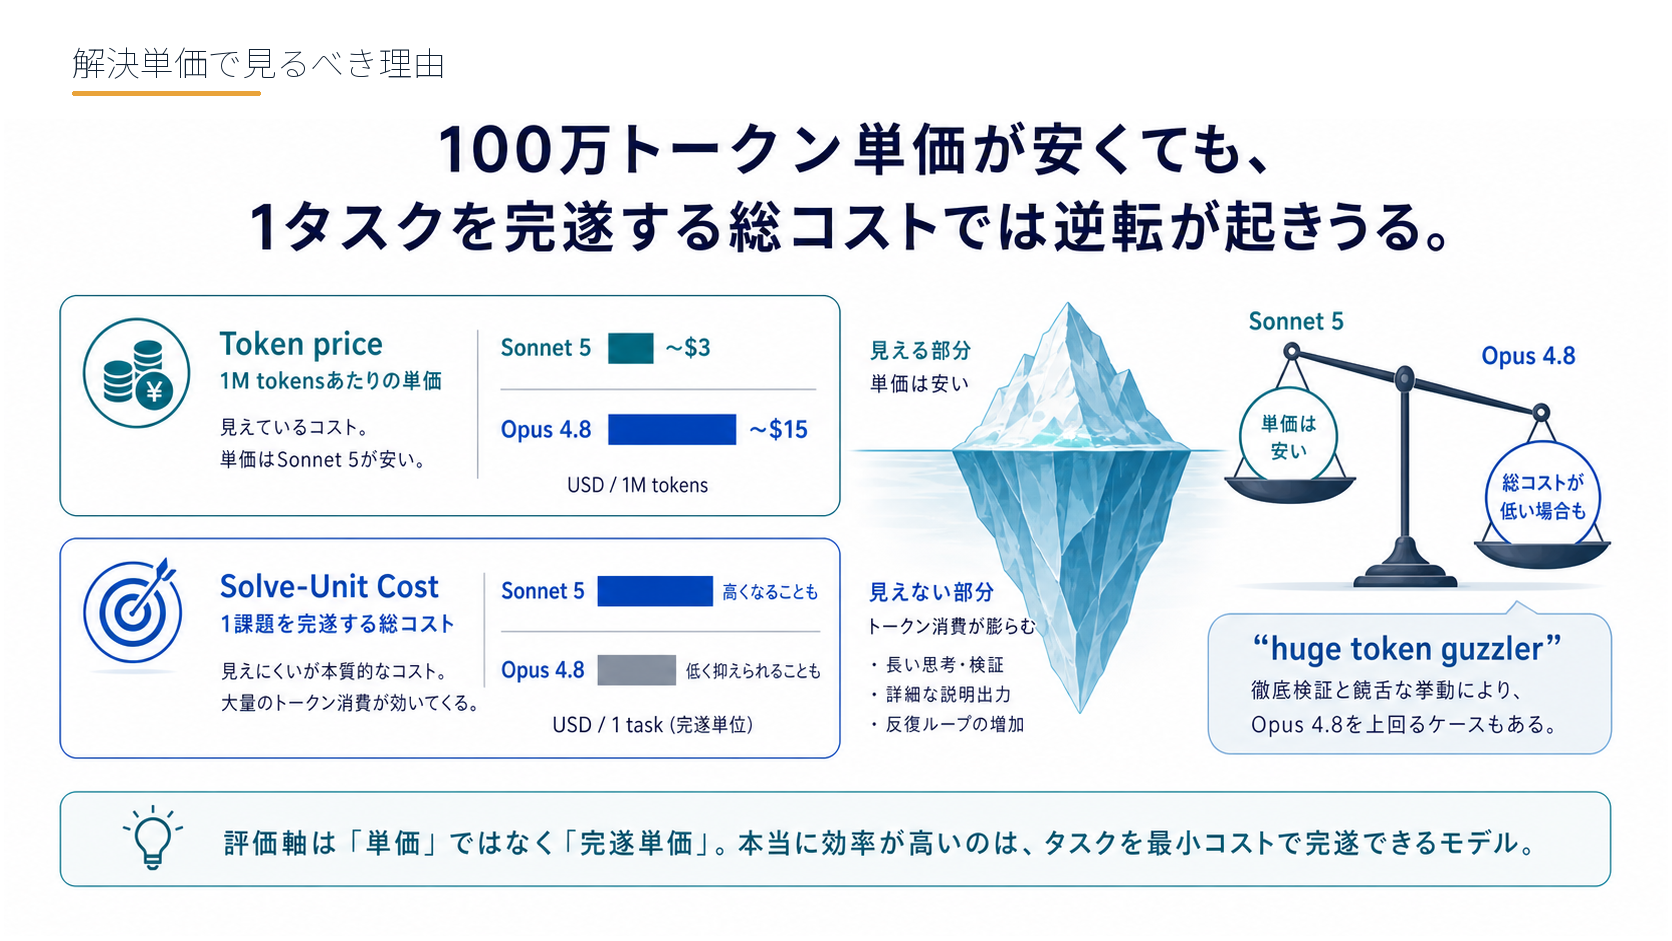 解決単価で見るべき理由
100万トークン単価が安くても、
1タスクを完遂する総コストでは逆転が起きうる。
Token price
1M tokensあたりの単価
見えているコスト。
単価はSonnet 5が安い。
Sonnet 5 ～$3
Opus 4.8 ～$15
USD / 1M tokens
¥
Solve-Unit Cost
1課題を完遂する総コスト
見えにくいが本質的なコスト。
大量のトークン消費が効いてくる。
Sonnet 5 高くなることも
Opus 4.8 低く抑えられることも
USD / 1 task (完遂単位)
見える部分
単価は安い
見えない部分
トークン消費が膨らむ
・長い思考・検証
・詳細な説明出力
・反復ループの増加
Sonnet 5
Opus 4.8
単価は
安い
総コストが
低い場合も
“huge token guzzler”
徹底検証と饒舌な挙動により、
Opus 4.8を上回るケースもある。
評価軸は「単価」ではなく「完遂単価」。本当に効率が高いのは、タスクを最小コストで完遂できるモデル。